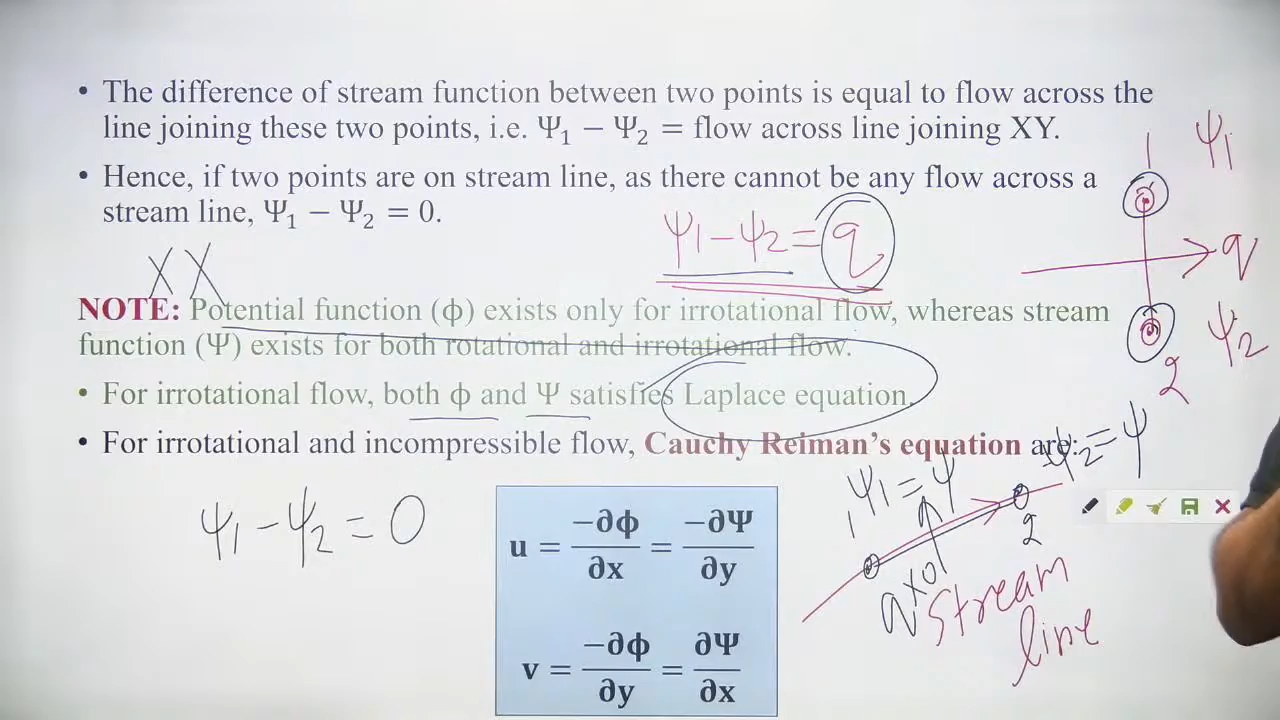 • The difference of stream function between two points is equal to flow across the
line joining these two points, i.e. Ψ₁ − Ψ₂ = flow across line joining XY.
• Hence, if two points are on stream line, as there cannot be any flow across a
stream line, Ψ₁ − Ψ₂ = 0.
ψ1 − ψ2 = q
1 ψ1
q
ψ2
2
X X
NOTE: Potential function (ϕ) exists only for irrotational flow, whereas stream
function (Ψ) exists for both rotational and irrotational flow.
• For irrotational flow, both ϕ and Ψ satisfies Laplace equation.
• For irrotational and incompressible flow, Cauchy Reiman's equation are:
ψ1 − ψ2 = 0
u = −∂ϕ/∂x = −∂Ψ/∂y
v = −∂ϕ/∂y = ∂Ψ/∂x
1 ψ1 = ψ
ψ2 = ψ
2
Stream
line